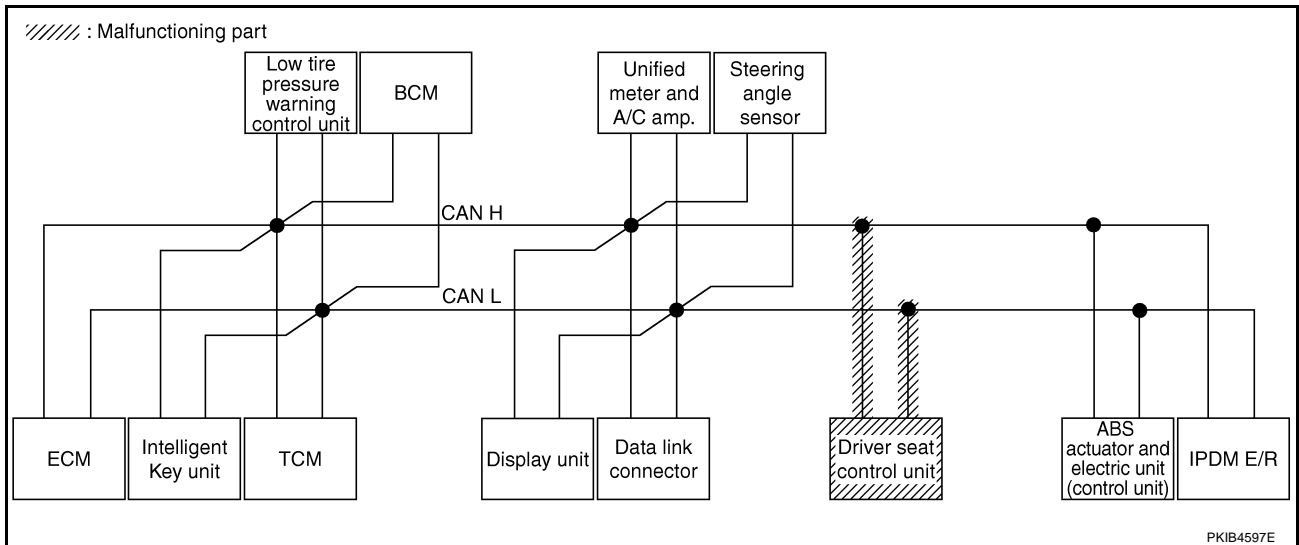 : Malfunctioning part
Low tire
pressure
warning
control unit
BCM
Unified
meter and
A/C amp.
Steering
angle
sensor
CAN H
CAN L
ECM
Intelligent
Key unit
TCM
Display unit
Data link
connector
Driver seat
control unit
ABS
actuator and
electric unit
(control unit)
IPDM E/R
PKIB4597E